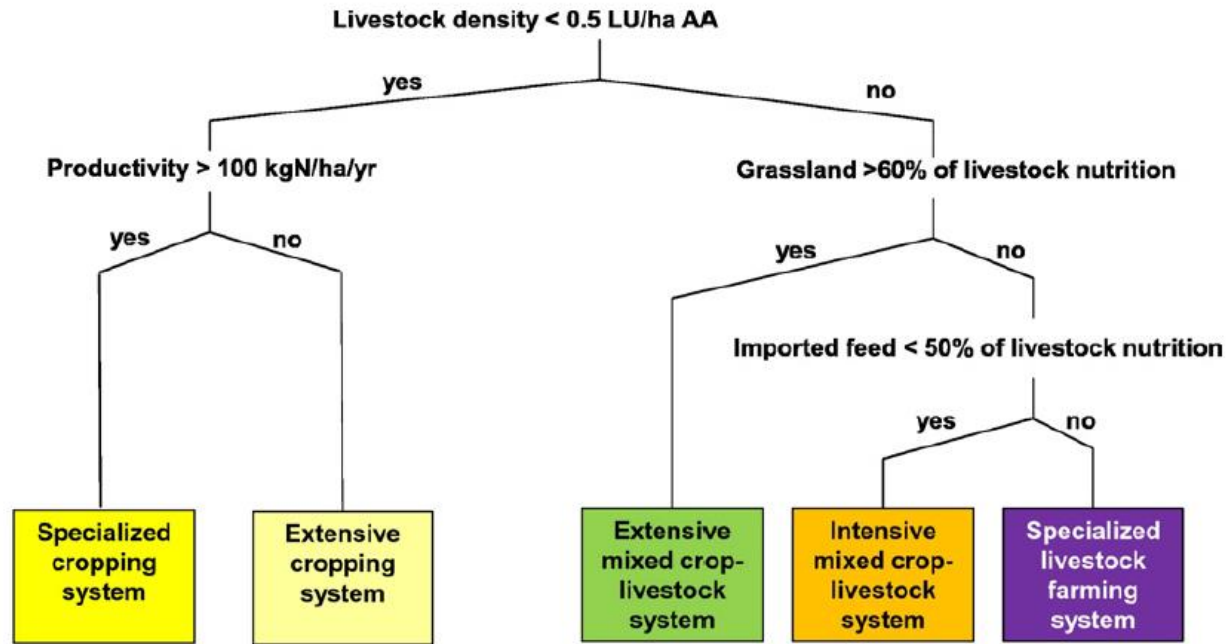 Livestock density < 0.5 LU/ha AA
yes
no
Productivity > 100 kgN/ha/yr
Grassland >60% of livestock nutrition
yes
no
yes
no
Imported feed < 50% of livestock nutrition
yes
no
Specialized
cropping
system
Extensive
cropping
system
Extensive
mixed crop-
livestock
system
Intensive
mixed crop-
livestock
system
Specialized
livestock
farming
system